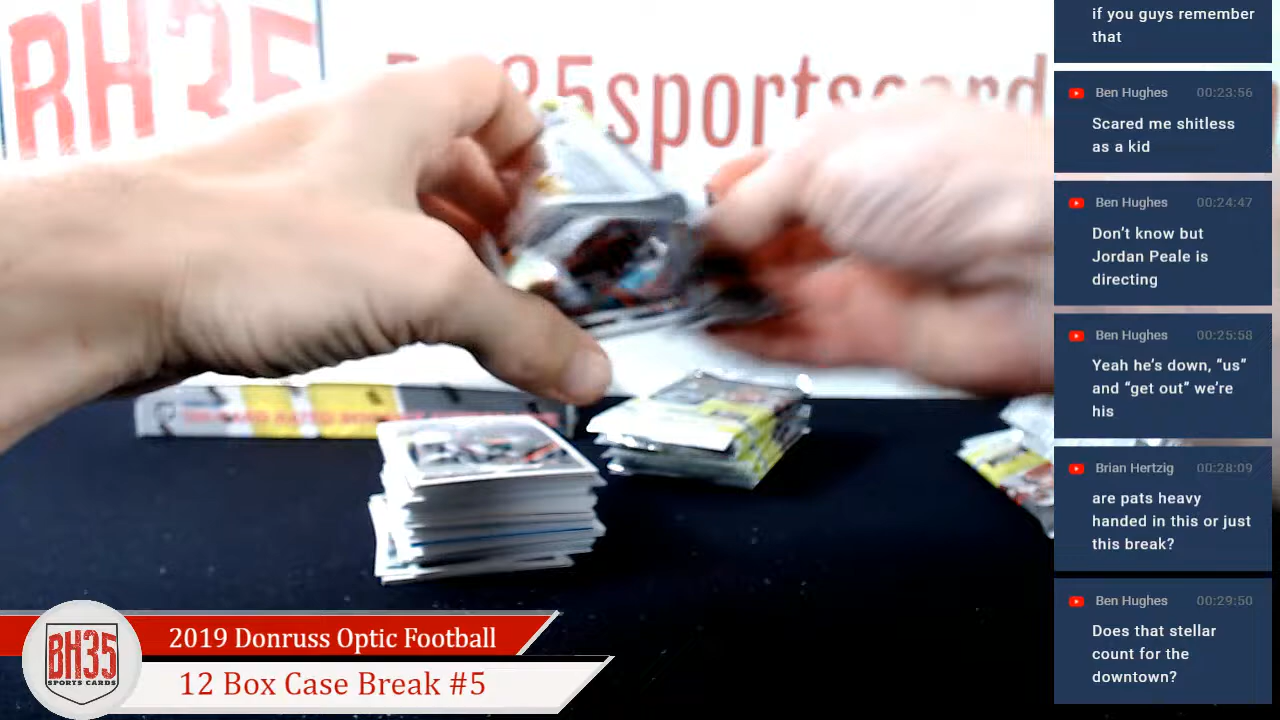 BH35
BH35sportscard
if you guys remember
that
Ben Hughes 00:23:56
Scared me shitless
as a kid
Ben Hughes 00:24:47
Don't know but
Jordan Peale is
directing
Ben Hughes 00:25:58
Yeah he's down, “us”
and “get out” we're
his
Brian Hertzig 00:28:09
are pats heavy
handed in this or just
this break?
Ben Hughes 00:29:50
Does that stellar
count for the
downtown?
BH35
SPORTS CARDS
2019 Donruss Optic Football
12 Box Case Break #5